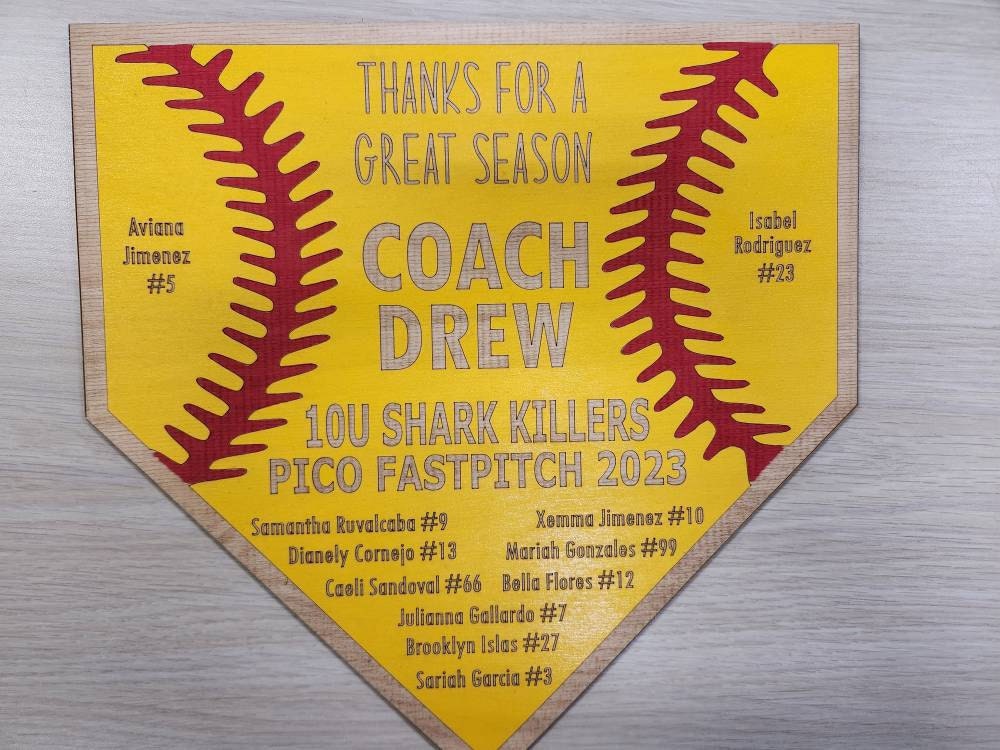 THANKS FOR A
GREAT SEASON
Aviana
Jimenez
#5
Isabel
Rodriguez
#23
COACH
DREW
10U SHARK KILLERS
PICO FASTPITCH 2023
Samantha Ruvalcaba #9 Xemma Jimenez #10
Dianely Cornejo #13 Mariah Gonzales #99
Caeli Sandoval #66 Bella Flores #12
Julianna Gallardo #7
Brooklyn Islas #27
Sariah Garcia #3